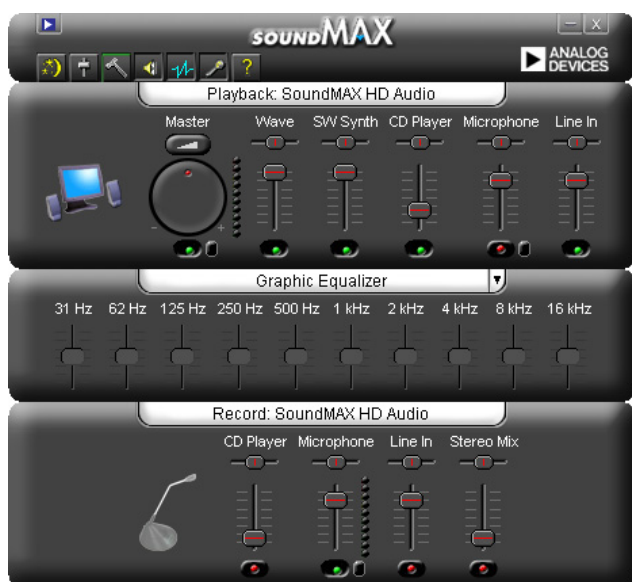 SOUNDMAX
ANALOG
DEVICES
Playback: SoundMAX HD Audio
Master Wave SW Synth CD Player Microphone Line In
- +
Graphic Equalizer
31 Hz 62 Hz 125 Hz 250 Hz 500 Hz 1 kHz 2 kHz 4 kHz 8 kHz 16 kHz
Record: SoundMAX HD Audio
CD Player Microphone Line In Stereo Mix